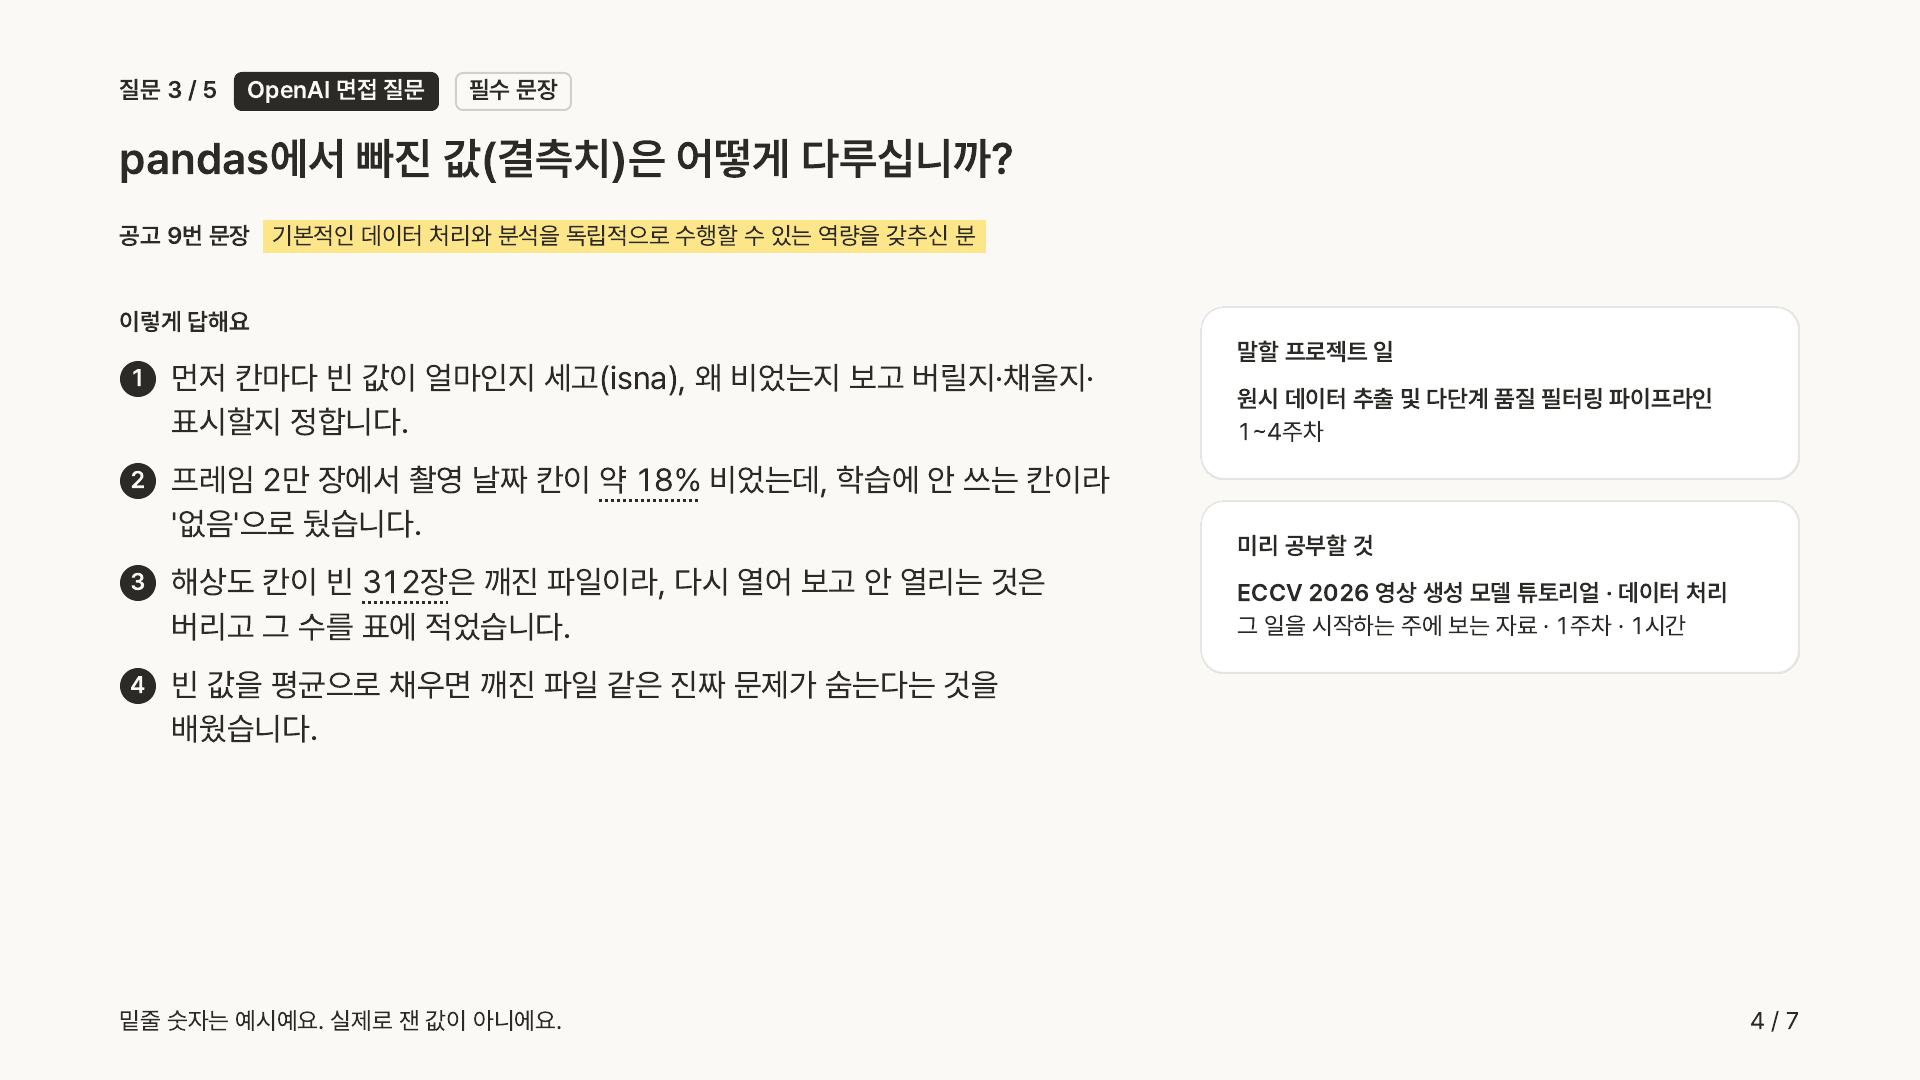 질문 3 / 5 OpenAI 면접 질문 필수 문장
pandas에서 빠진 값(결측치)은 어떻게 다루십니까?
공고 9번 문장 기본적인 데이터 처리와 분석을 독립적으로 수행할 수 있는 역량을 갖추신 분
이렇게 답해요
1 먼저 칸마다 빈 값이 얼마인지 세고(isna), 왜 비었는지 보고 버릴지·채울지·
표시할지 정합니다.
2 프레임 2만 장에서 촬영 날짜 칸이 약 18% 비었는데, 학습에 안 쓰는 칸이라
'없음'으로 뒀습니다.
3 해상도 칸이 빈 312장은 깨진 파일이라, 다시 열어 보고 안 열리는 것은
버리고 그 수를 표에 적었습니다.
4 빈 값을 평균으로 채우면 깨진 파일 같은 진짜 문제가 숨는다는 것을
배웠습니다.
말할 프로젝트 일
원시 데이터 추출 및 다단계 품질 필터링 파이프라인
1~4주차
미리 공부할 것
ECCV 2026 영상 생성 모델 튜토리얼 · 데이터 처리
그 일을 시작하는 주에 보는 자료 · 1주차 · 1시간
밑줄 숫자는 예시예요. 실제로 잰 값이 아니에요.
4 / 7